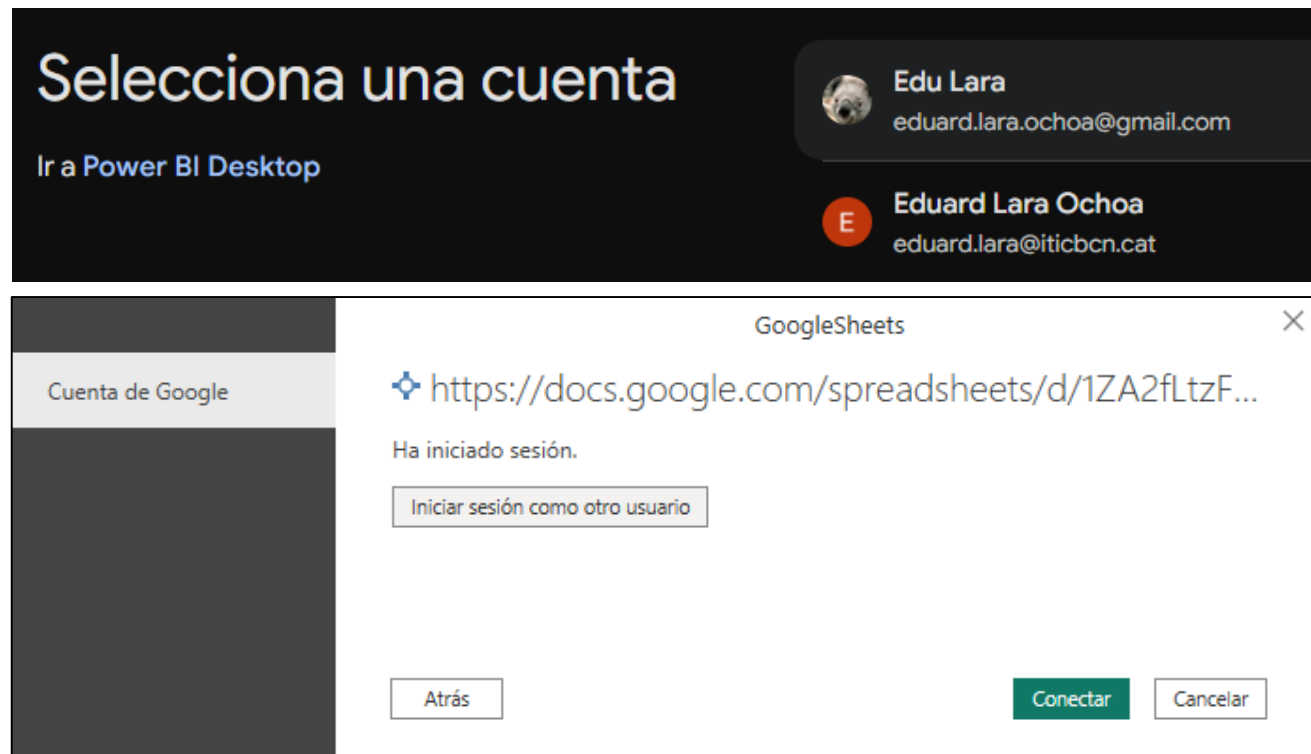 Selecciona una cuenta
Ir a Power BI Desktop
Edu Lara
eduard.lara.ochoa@gmail.com
E
Eduard Lara Ochoa
eduard.lara@iticbcn.cat
GoogleSheets
Cuenta de Google
https://docs.google.com/spreadsheets/d/1ZA2fLtzF...
Ha iniciado sesión.
Iniciar sesión como otro usuario
Atrás
Conectar
Cancelar